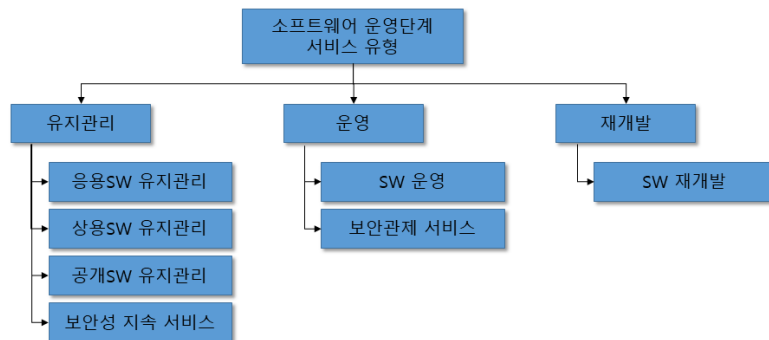 소프트웨어 운영단계
서비스 유형
유지관리
운영
재개발
응용SW 유지관리
SW 운영
SW 재개발
상용SW 유지관리
보안관제 서비스
공개SW 유지관리
보안성 지속 서비스